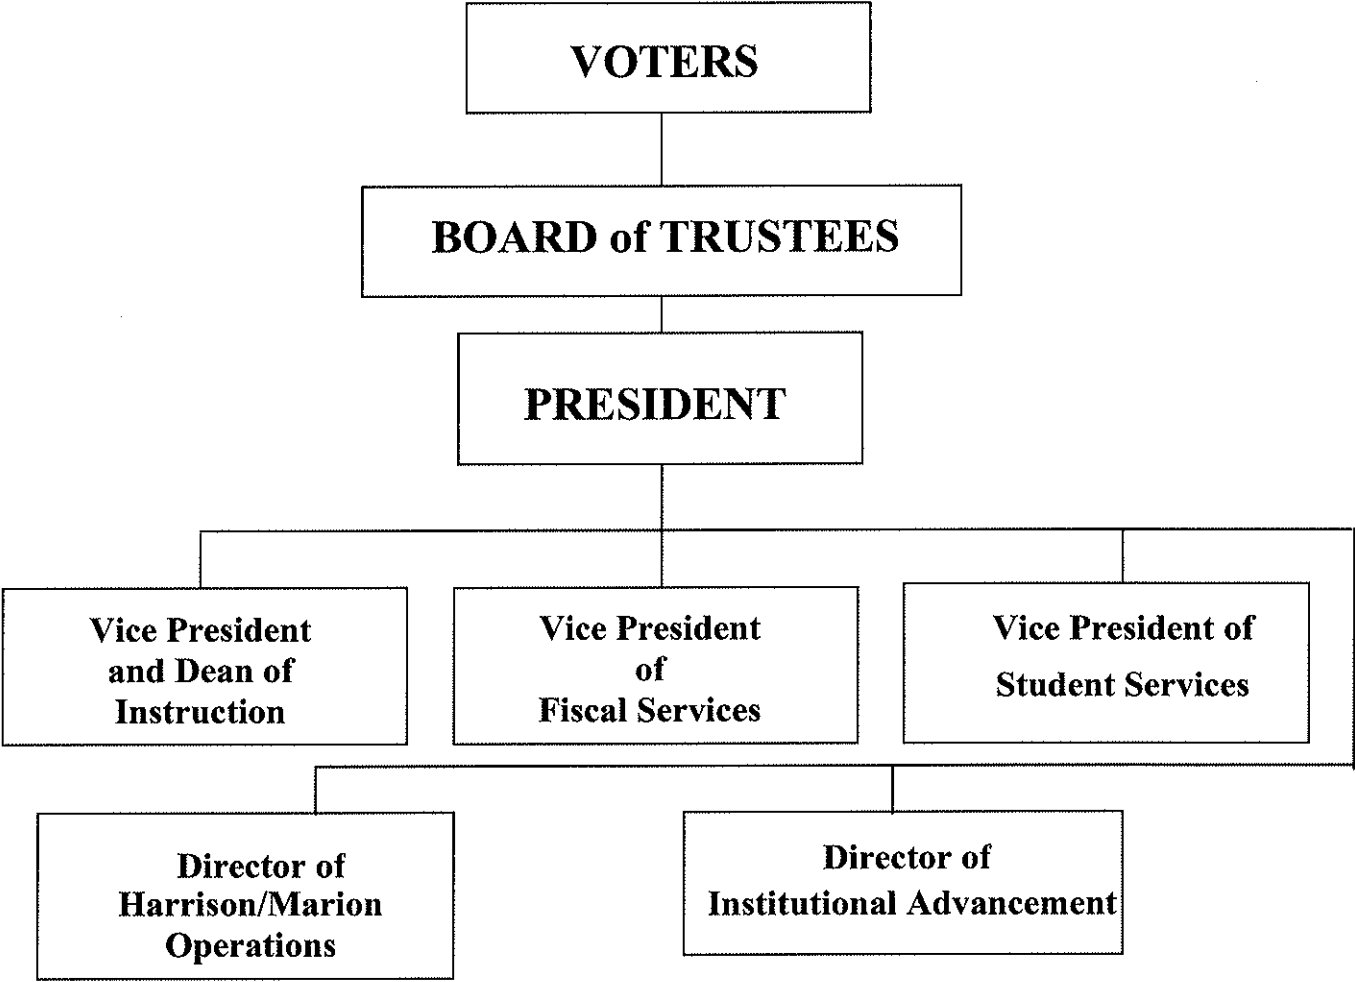 VOTERS
BOARD of TRUSTEES
PRESIDENT
Vice President
and Dean of
Instruction
Vice President
of
Fiscal Services
Vice President of
Student Services
Director of
Harrison/Marion
Operations
Director of
Institutional Advancement